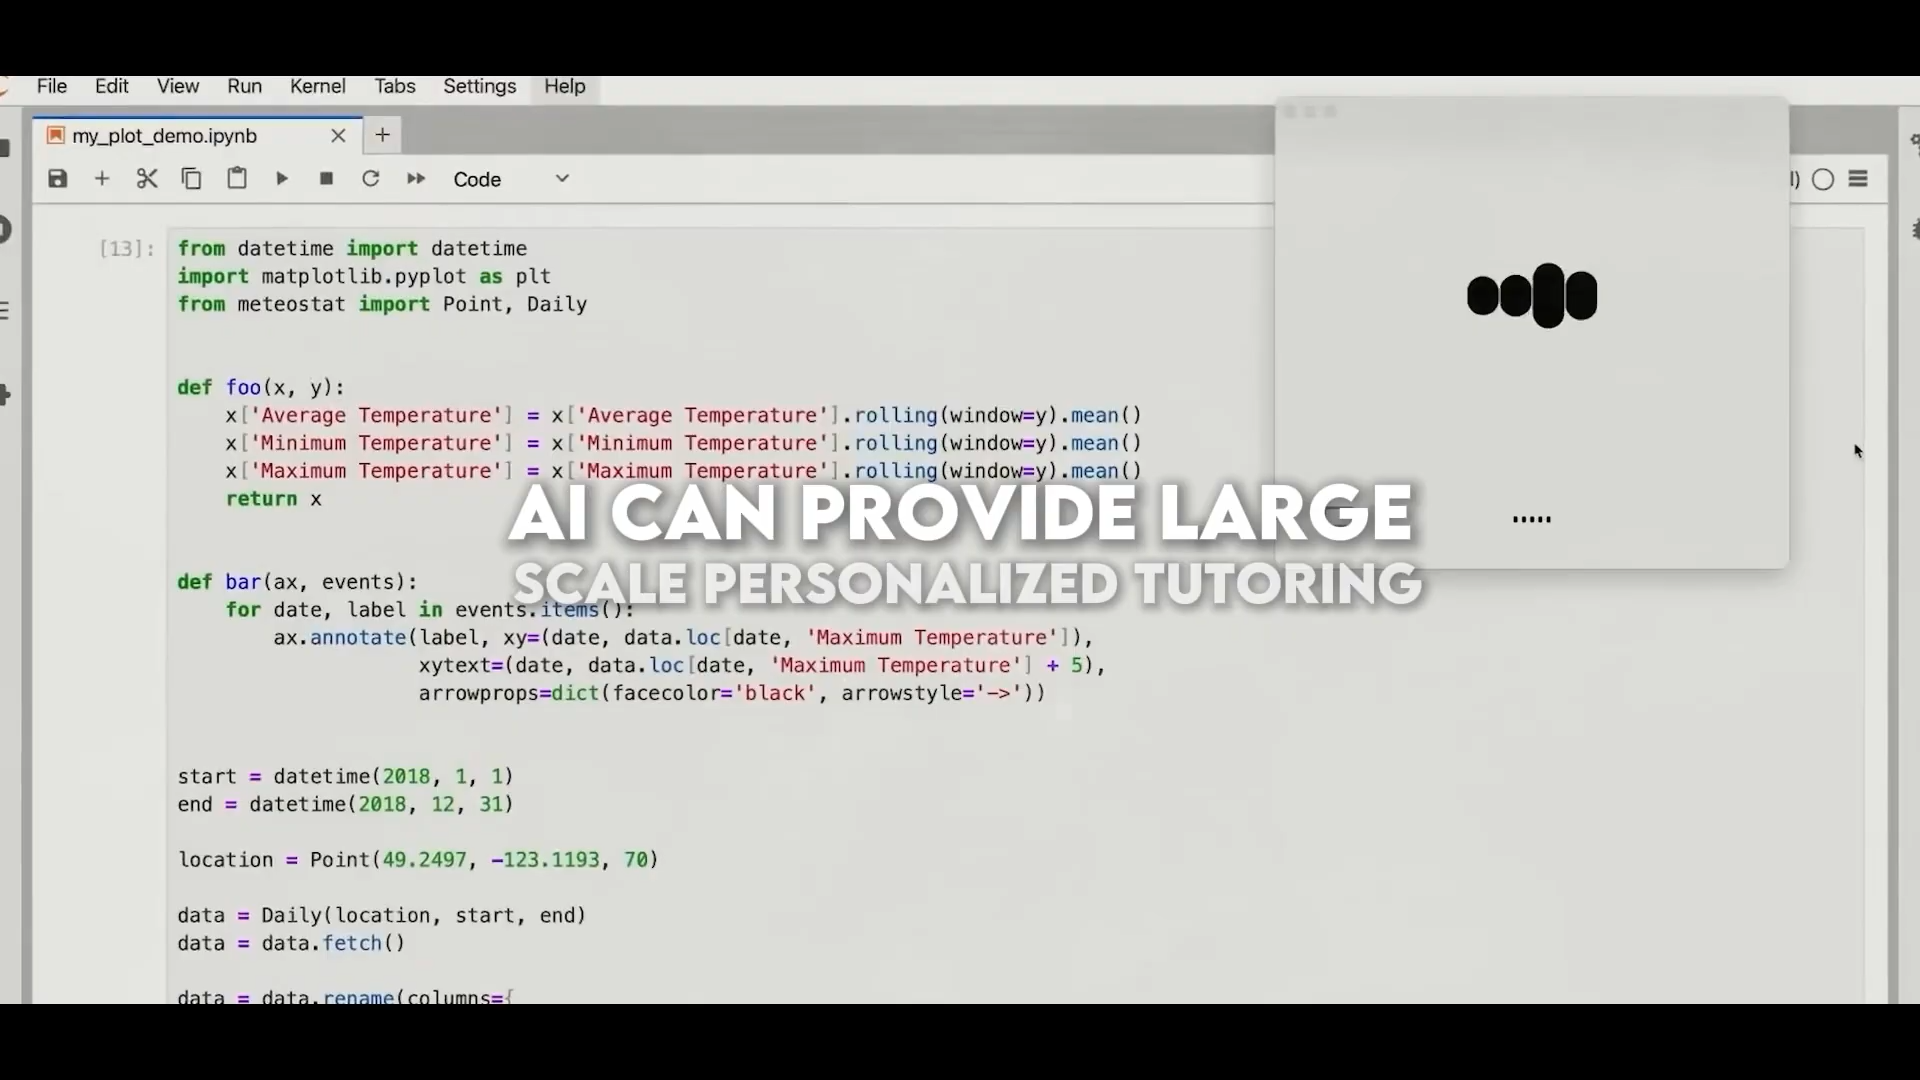 File Edit View Run Kernel Tabs Settings Help
my_plot_demo.ipynb
Code
[13]:
from datetime import datetime
import matplotlib.pyplot as plt
from meteostat import Point, Daily
def foo(x, y):
x['Average Temperature'] = x['Average Temperature'].rolling(window=y).mean()
x['Minimum Temperature'] = x['Minimum Temperature'].rolling(window=y).mean()
x['Maximum Temperature'] = x['Maximum Temperature'].rolling(window=y).mean()
return x
AI CAN PROVIDE LARGE
SCALE PERSONALIZED TUTORING
def bar(ax, events):
for date, label in events.items():
ax.annotate(label, xy=(date, data.loc[date, 'Maximum Temperature']),
xytext=(date, data.loc[date, 'Maximum Temperature'] + 5),
arrowprops=dict(facecolor='black', arrowstyle='->'))
start = datetime(2018, 1, 1)
end = datetime(2018, 12, 31)
location = Point(49.2497, -123.1193, 70)
data = Daily(location, start, end)
data = data.fetch()
data = data.rename(columns={